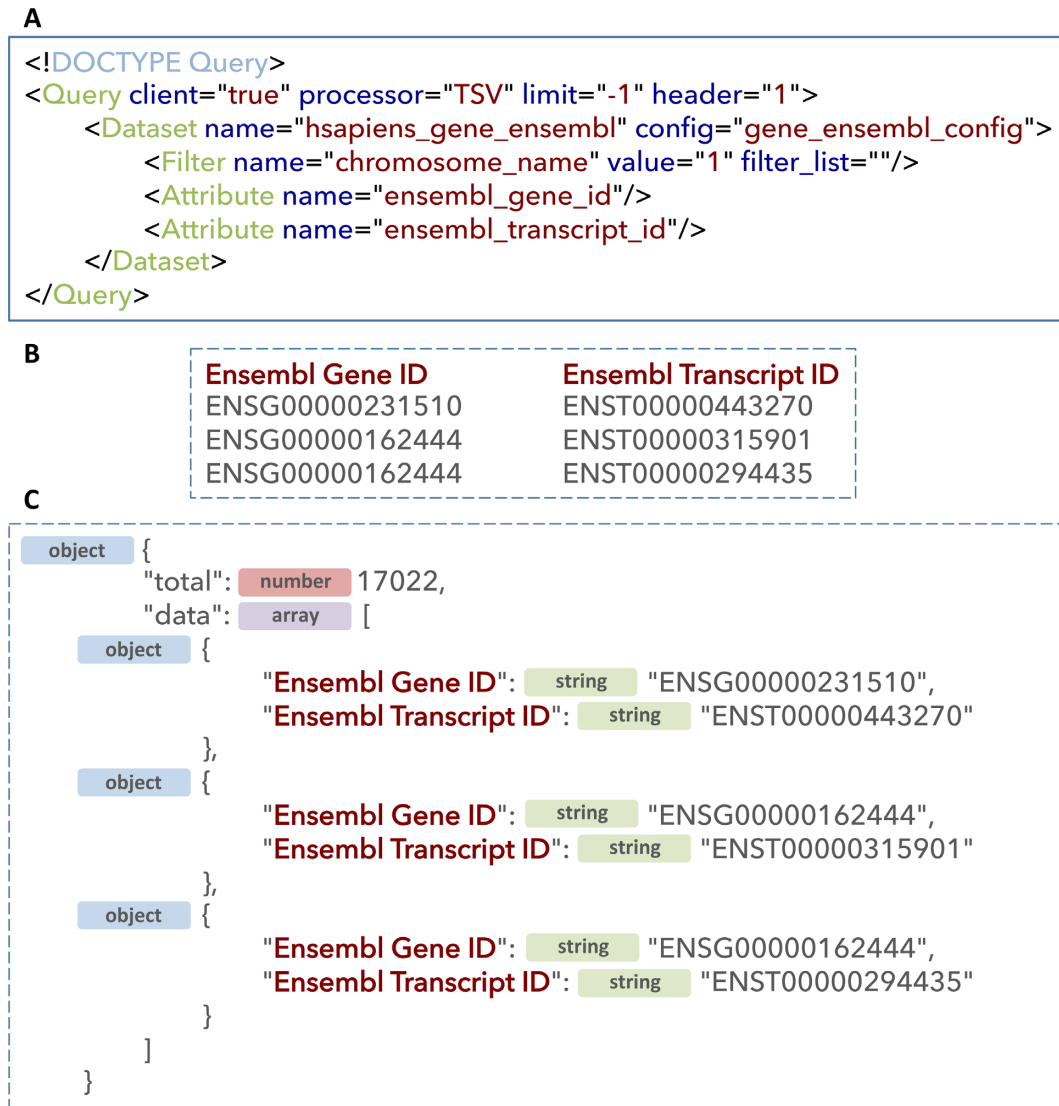 A
<!DOCTYPE Query>
<Query client="true" processor="TSV" limit="-1" header="1">
<Dataset name="hsapiens_gene_ensembl" config="gene_ensembl_config">
<Filter name="chromosome_name" value="1" filter_list=""/>
<Attribute name="ensembl_gene_id"/>
<Attribute name="ensembl_transcript_id"/>
</Dataset>
</Query>
B
Ensembl Gene ID Ensembl Transcript ID
ENSG00000231510 ENST00000443270
ENSG00000162444 ENST00000315901
ENSG00000162444 ENST00000294435
C
object {
"total": number 17022,
"data": array [
object {
"Ensembl Gene ID": string "ENSG00000231510",
"Ensembl Transcript ID": string "ENST00000443270"
},
object {
"Ensembl Gene ID": string "ENSG00000162444",
"Ensembl Transcript ID": string "ENST00000315901"
},
object {
"Ensembl Gene ID": string "ENSG00000162444",
"Ensembl Transcript ID": string "ENST00000294435"
}
]
}